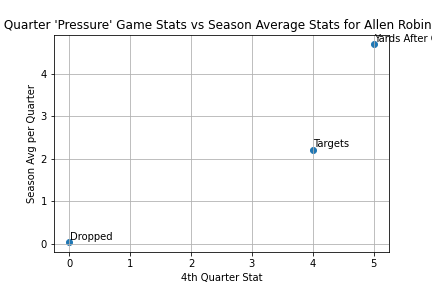 Quarter 'Pressure' Game Stats vs Season Average Stats for Allen Robin
Yards After
Targets
Dropped
4
3
2
1
0
Season Avg per Quarter
0 1 2 3 4 5
4th Quarter Stat